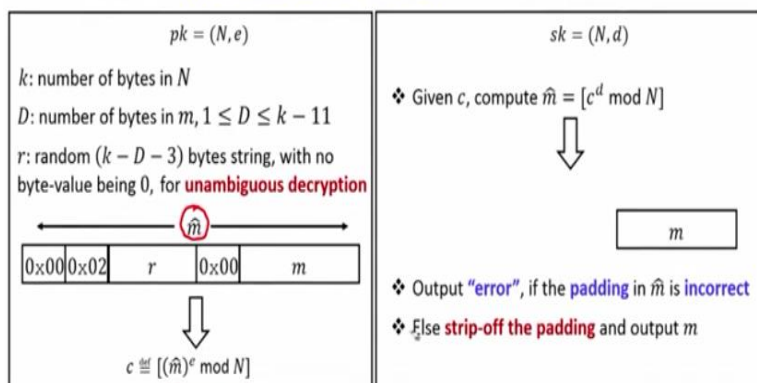 pk = (N, e)
k: number of bytes in N
D: number of bytes in m, 1 ≤ D ≤ k − 11
r: random (k − D − 3) bytes string, with no
byte-value being 0, for unambiguous decryption
m̂
0x00 0x02 r 0x00 m
c ≝ [(m̂)ᵉ mod N]
sk = (N, d)
❖ Given c, compute m̂ = [cᵈ mod N]
m
❖ Output “error”, if the padding in m̂ is incorrect
❖ Else strip-off the padding and output m